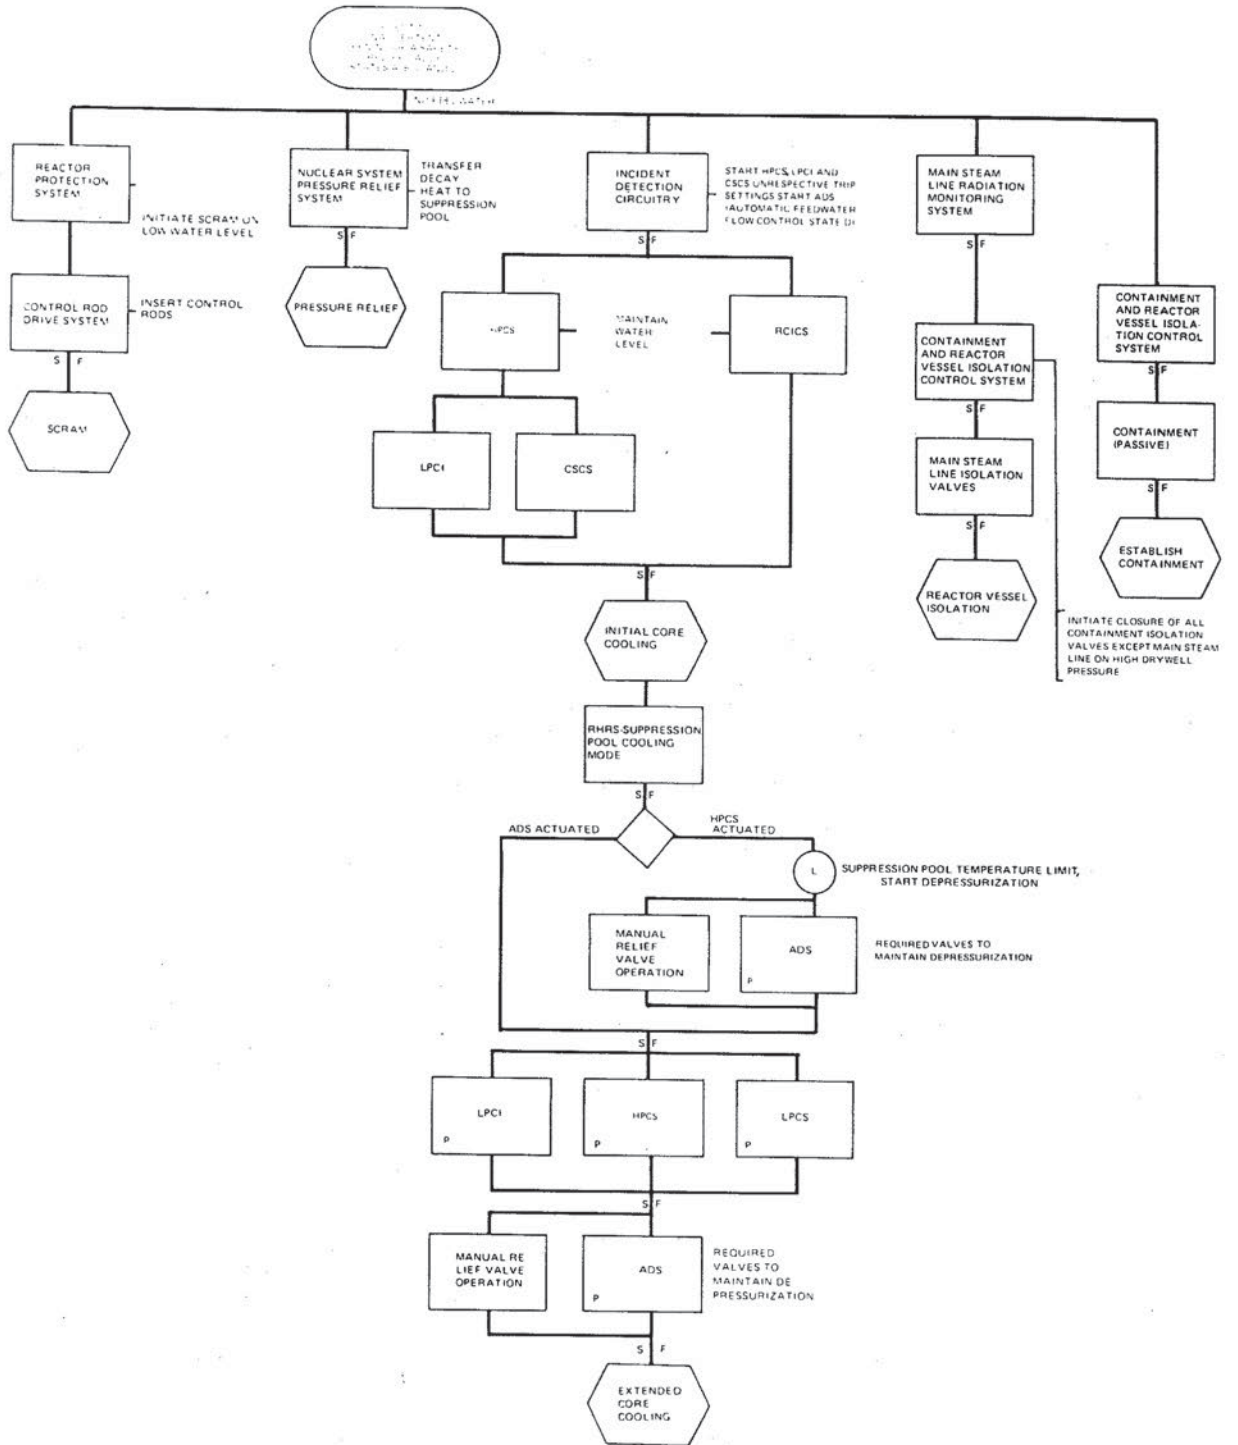 REACTOR
PROTECTION
SYSTEM
INITIATE SCRAM ON
LOW WATER LEVEL
CONTROL ROD
DRIVE SYSTEM
INSERT CONTROL
RODS
S F
SCRAM
NUCLEAR SYSTEM
PRESSURE RELIEF
SYSTEM
TRANSFER
DECAY
HEAT TO
SUPPRESSION
POOL
S F
PRESSURE RELIEF
INCIDENT
DETECTION
CIRCUITRY
START HPCS, LPCI AND
CSCS UNRESPECTIVE TRIP
SETTINGS START ADS
(AUTOMATIC FEEDWATER
FLOW CONTROL STATE D)
S F
HPCS
MAINTAIN
WATER
LEVEL
RCICS
LPCI
CSCS
S F
INITIAL CORE
COOLING
MAIN STEAM
LINE RADIATION
MONITORING
SYSTEM
S F
CONTAINMENT
AND REACTOR
VESSEL ISOLATION
CONTROL SYSTEM
S F
MAIN STEAM
LINE ISOLATION
VALVES
S F
REACTOR VESSEL
ISOLATION
CONTAINMENT
AND REACTOR
VESSEL ISOLA-
TION CONTROL
SYSTEM
S F
CONTAINMENT
(PASSIVE)
S F
ESTABLISH
CONTAINMENT
INITIATE CLOSURE OF ALL
CONTAINMENT ISOLATION
VALVES EXCEPT MAIN STEAM
LINE ON HIGH DRYWELL
PRESSURE
RHRS-SUPPRESSION
POOL COOLING
MODE
S F
ADS ACTUATED
HPCS
ACTUATED
L
SUPPRESSION POOL TEMPERATURE LIMIT,
START DEPRESSURIZATION
MANUAL
RELIEF
VALVE
OPERATION
ADS
P
REQUIRED VALVES TO
MAINTAIN DEPRESSURIZATION
S F
LPCI
P
HPCS
P
LPCS
P
S F
MANUAL RE
LIEF VALVE
OPERATION
ADS
P
REQUIRED
VALVES TO
MAINTAIN DE
PRESSURIZATION
S F
EXTENDED
CORE
COOLING